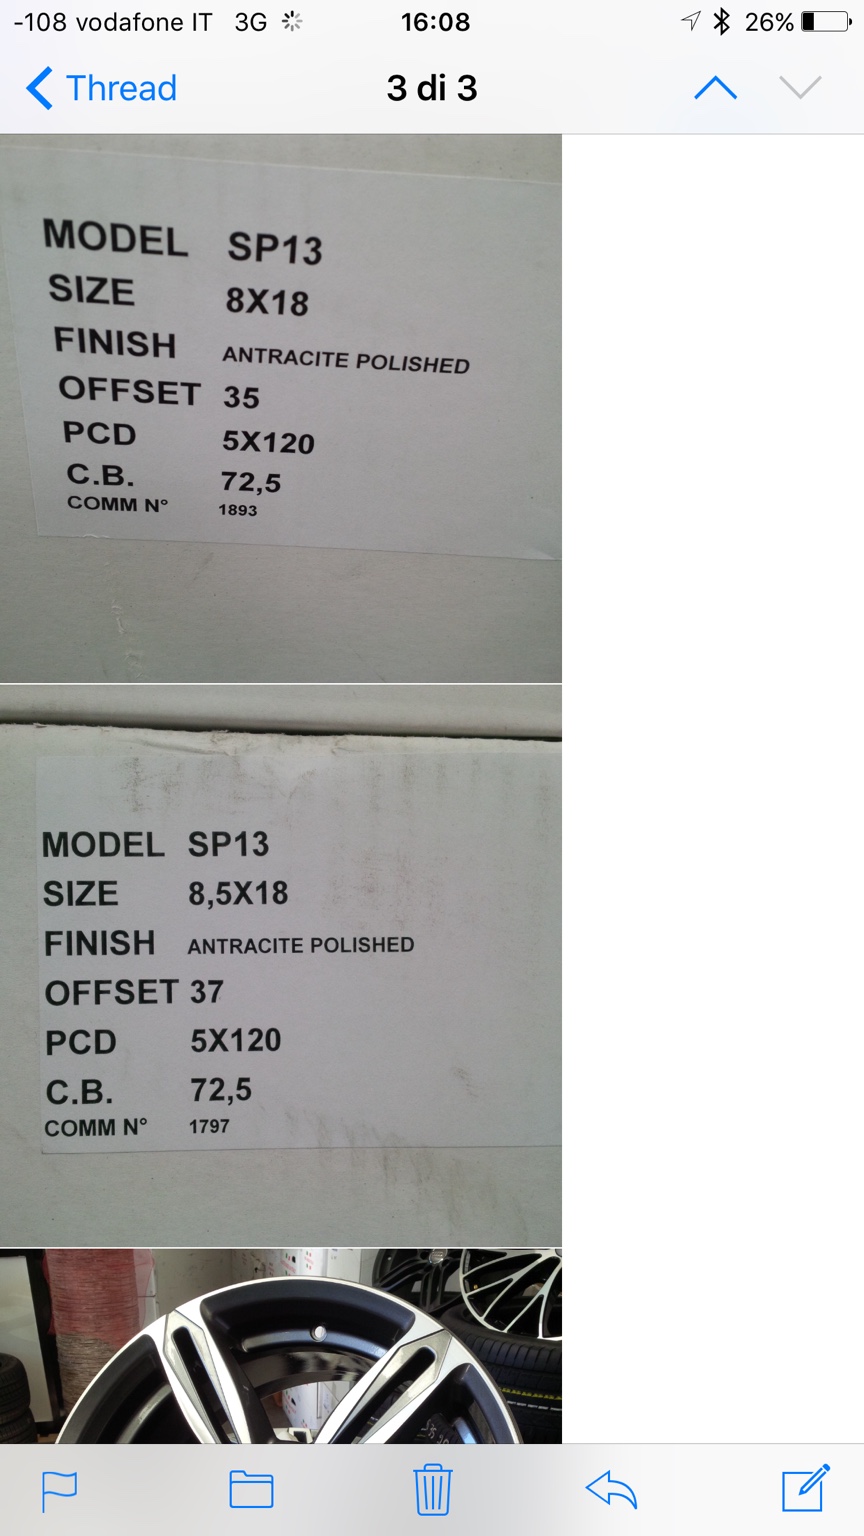 -108 vodafone IT 3G 16:08 26%
Thread 3 di 3
MODEL SP13
SIZE 8X18
FINISH ANTRACITE POLISHED
OFFSET 35
PCD 5X120
C.B. 72,5
COMM N° 1893
MODEL SP13
SIZE 8,5X18
FINISH ANTRACITE POLISHED
OFFSET 37
PCD 5X120
C.B. 72,5
COMM N° 1797